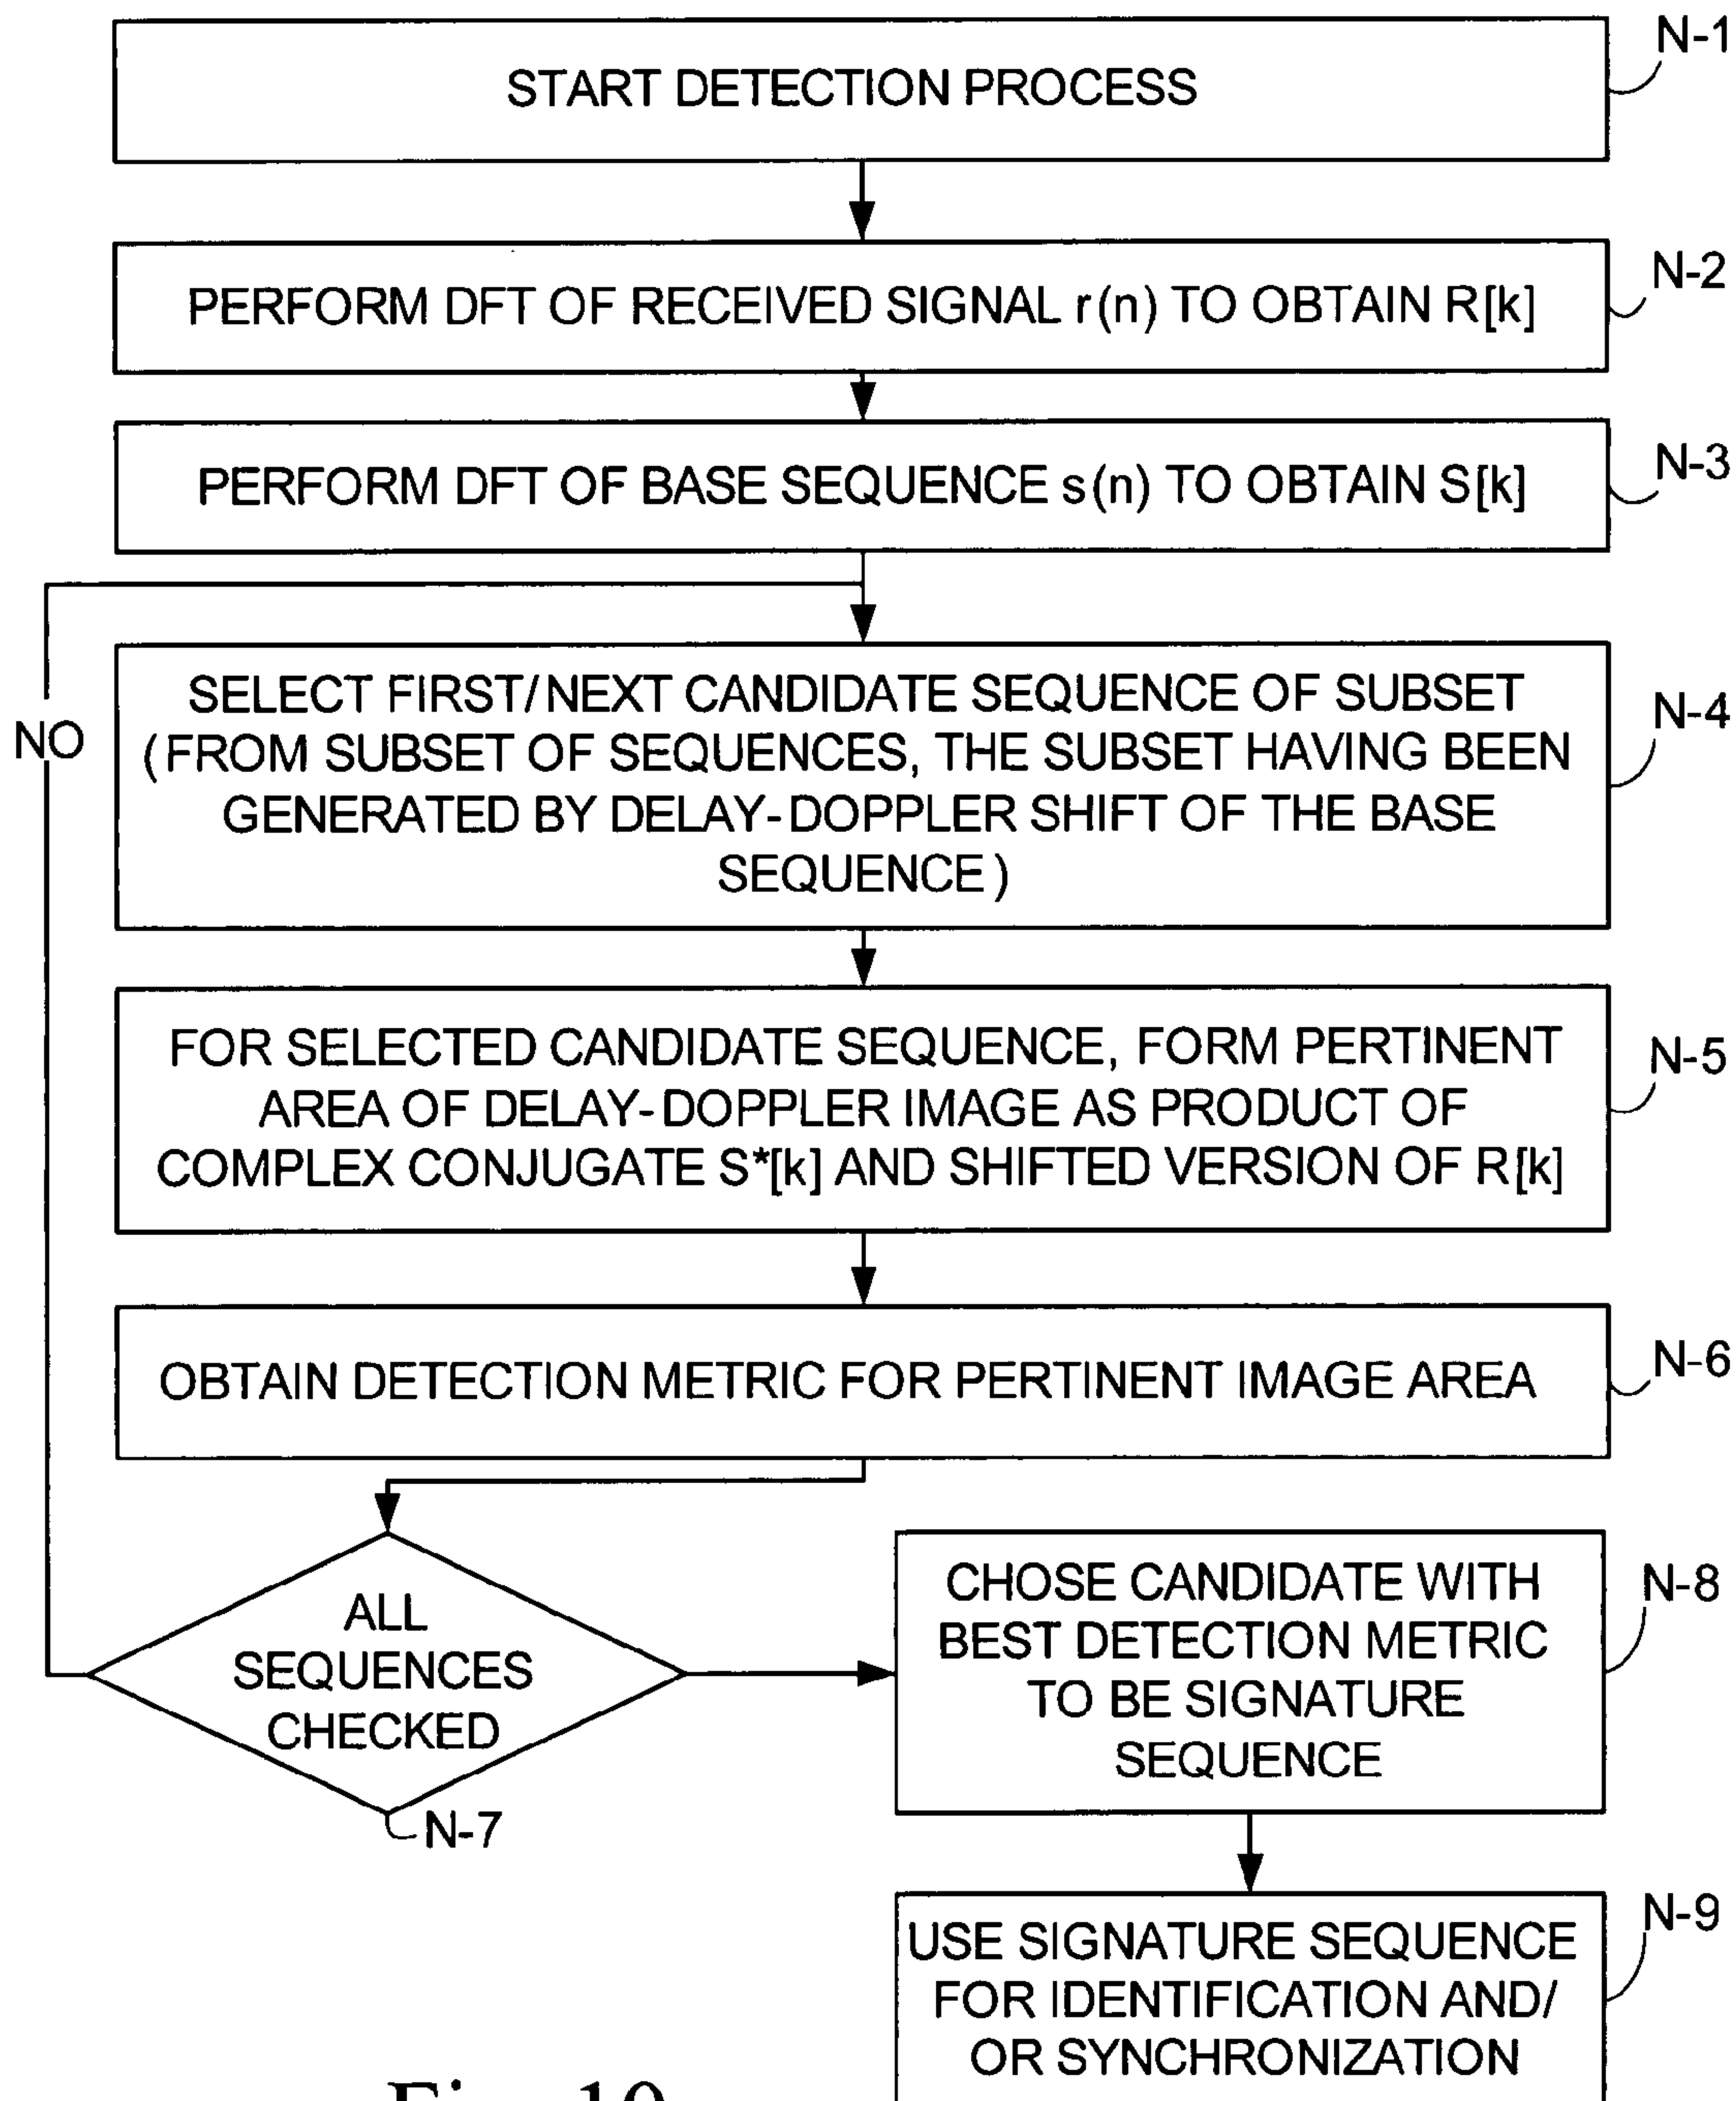 START DETECTION PROCESS
N-1
PERFORM DFT OF RECEIVED SIGNAL r(n) TO OBTAIN R[k]
N-2
PERFORM DFT OF BASE SEQUENCE s(n) TO OBTAIN S[k]
N-3
SELECT FIRST/NEXT CANDIDATE SEQUENCE OF SUBSET
(FROM SUBSET OF SEQUENCES, THE SUBSET HAVING BEEN
GENERATED BY DELAY-DOPPLER SHIFT OF THE BASE
SEQUENCE)
N-4
NO
FOR SELECTED CANDIDATE SEQUENCE, FORM PERTINENT
AREA OF DELAY-DOPPLER IMAGE AS PRODUCT OF
COMPLEX CONJUGATE S*[k] AND SHIFTED VERSION OF R[k]
N-5
OBTAIN DETECTION METRIC FOR PERTINENT IMAGE AREA
N-6
ALL
SEQUENCES
CHECKED
N-7
CHOSE CANDIDATE WITH
BEST DETECTION METRIC
TO BE SIGNATURE
SEQUENCE
N-8
USE SIGNATURE SEQUENCE
FOR IDENTIFICATION AND/
OR SYNCHRONIZATION
N-9